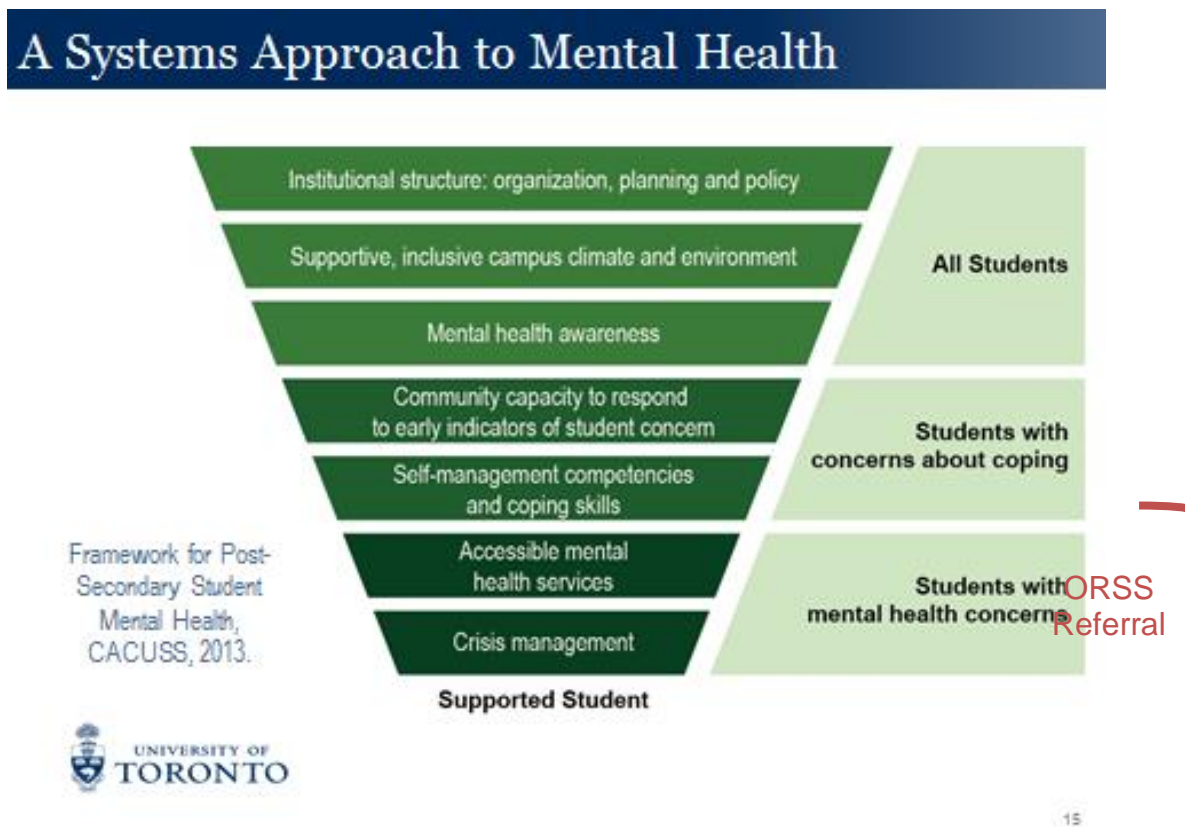 A Systems Approach to Mental Health
Institutional structure: organization, planning and policy
Supportive, inclusive campus climate and environment
All Students
Mental health awareness
Community capacity to respond
to early indicators of student concern
Students with
concerns about coping
Self-management competencies
and coping skills
Framework for Post-
Secondary Student
Mental Health,
CACUSS, 2013.
Accessible mental
health services
Students with
mental health concerns
ORSS
Referral
Crisis management
Supported Student
UNIVERSITY OF
TORONTO
15